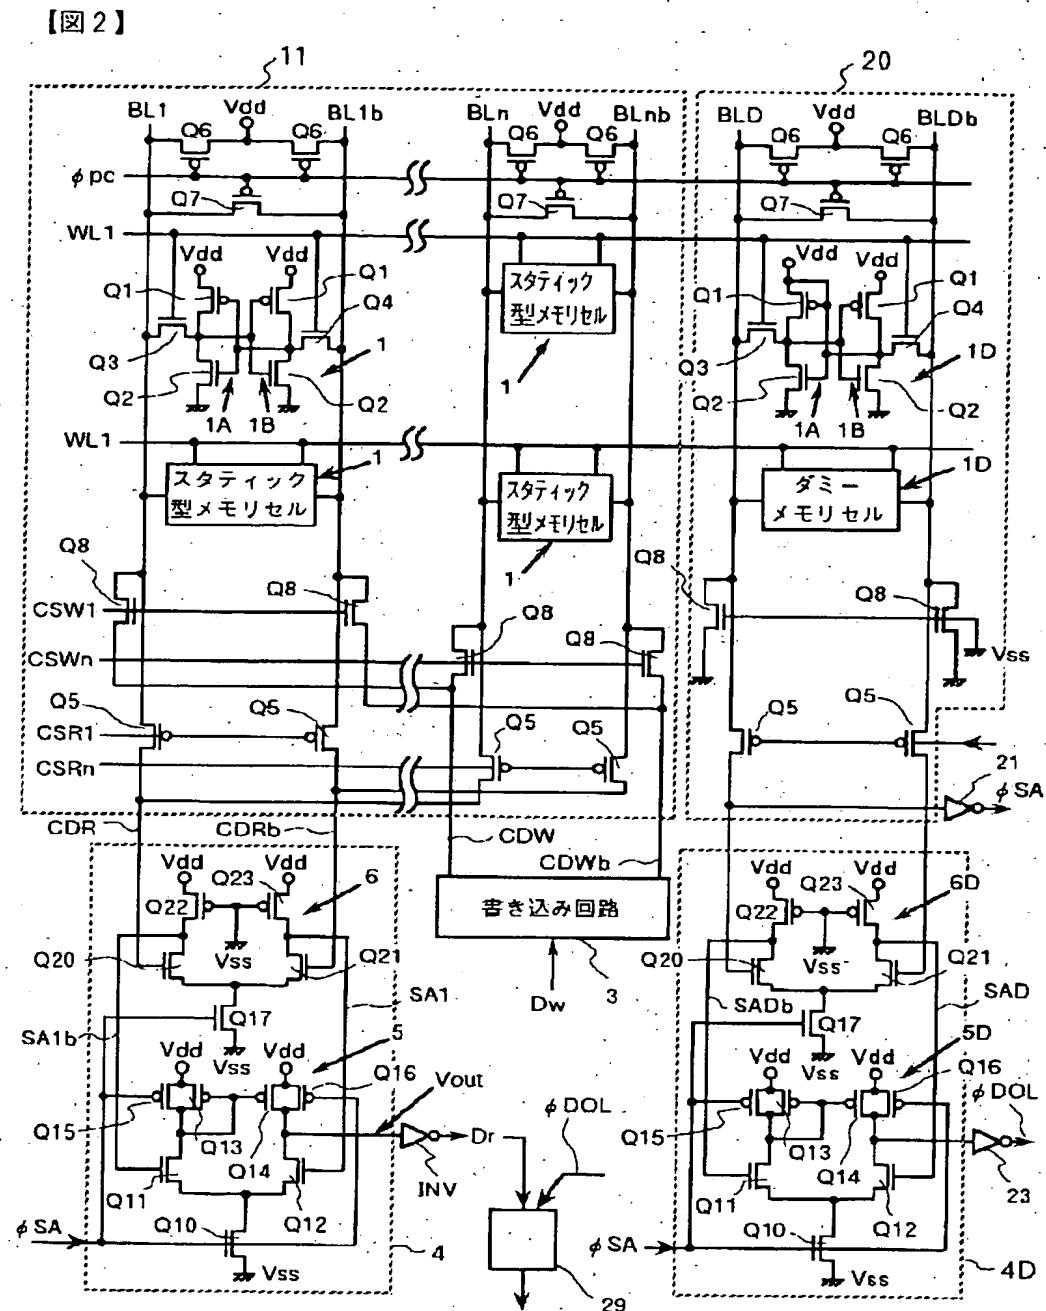 【図２】
11
20
BL1 Vdd BL1b BLn Vdd BLnb BLD Vdd BLDb
Q6 Q6 Q6 Q6 Q6 Q6
φpc
Q7 Q7 Q7
WL1
Vdd Vdd Vdd Vdd
Q1 Q1 スタティック Q1 Q1
Q4 型メモリセル Q4
Q3 1 Q3 1D
Q2 Q2 1 Q2 Q2
1A 1B 1A 1B
WL1
スタティック 1 スタティック ダミー 1D
型メモリセル 型メモリセル メモリセル
Q8 1 Q8
CSW1 Q8 Q8 Q8
CSWn Q8 Vss
Q5 Q5 Q5 Q5
CSR1 Q5 Q5
CSRn 21
φSA
CDR CDRb CDW
CDWb
Vdd Vdd Vdd Vdd
Q23 6 Q23 6D
Q22 書き込み回路 Q22
Vss Vss
Q20 Q21 Q20 Q21
SA1 Dw 3 SADb SAD
SA1b Q17 Q17
Vss Vss
Vdd Vdd 5 Vdd Vdd 5D
Q16 Vout Q16
φDOL φDOL
Q15 Q13 Dr Q15 Q13
Q14 Q14
Q11 INV Q11 23
Q10 Q12 Q10 Q12
φSA φSA
Vss 4 Vss 4D
29